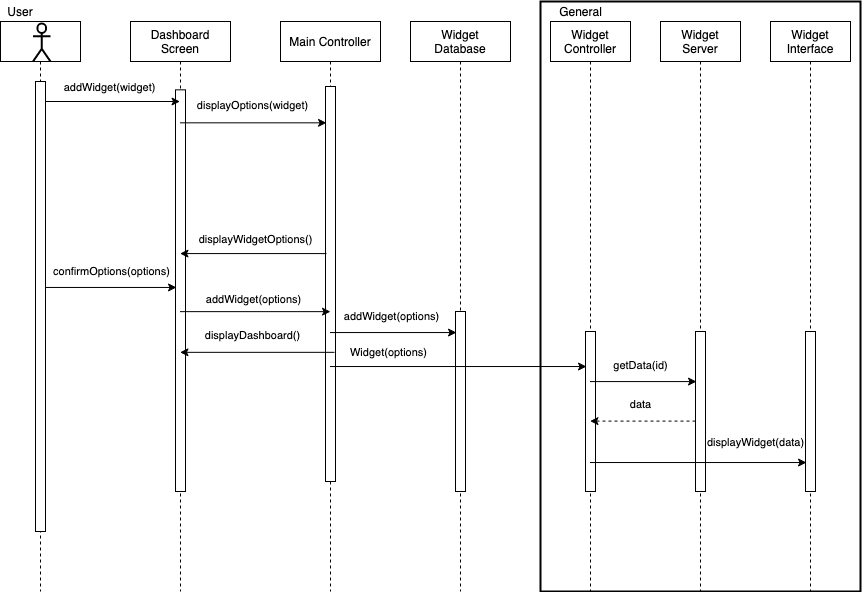 User
General
Dashboard
Screen
Main Controller
Widget
Database
Widget
Controller
Widget
Server
Widget
Interface
addWidget(widget)
displayOptions(widget)
displayWidgetOptions()
confirmOptions(options)
addWidget(options)
addWidget(options)
displayDashboard()
Widget(options)
getData(id)
data
displayWidget(data)